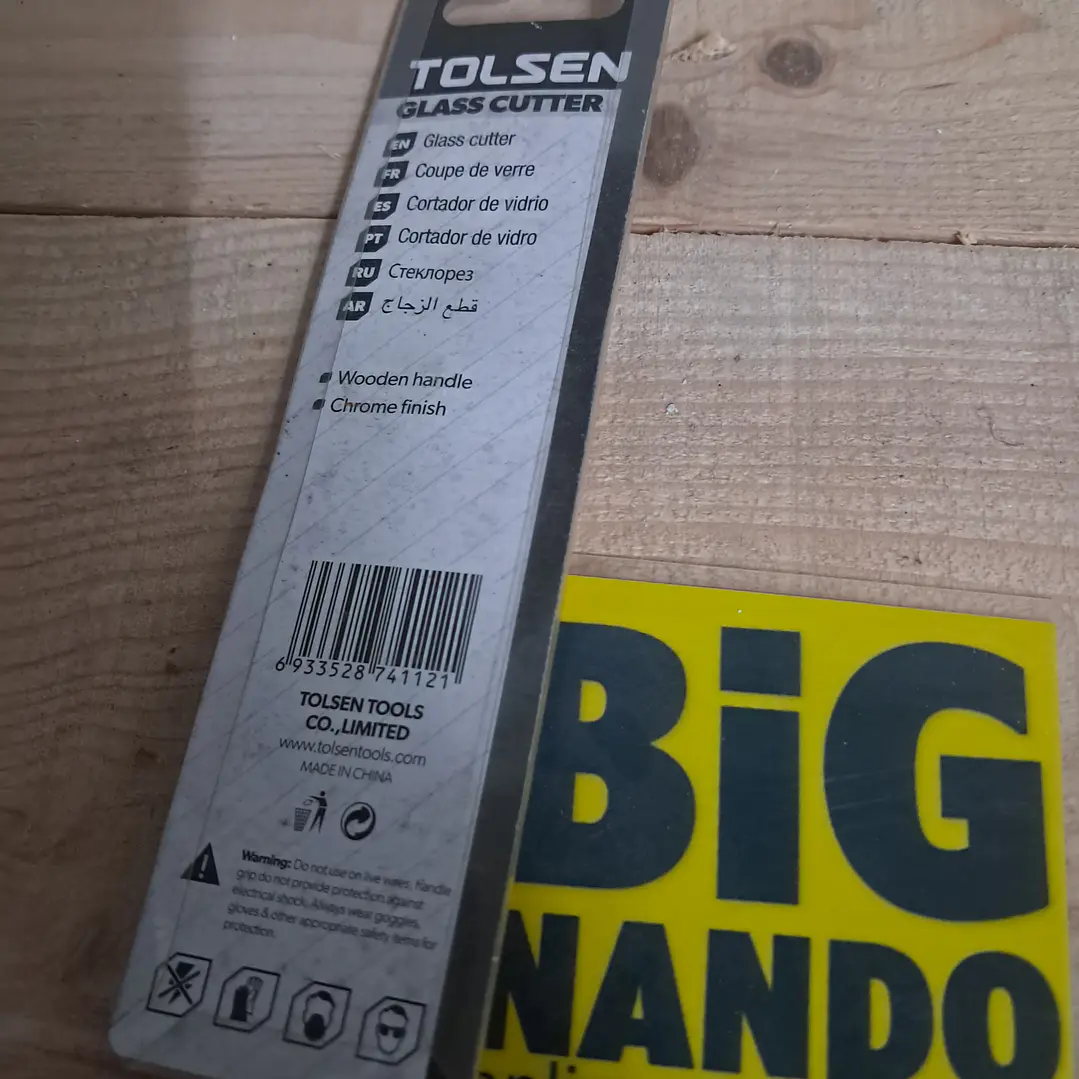 TOLSEN
GLASS CUTTER
EN Glass cutter
FR Coupe de verre
ES Cortador de vidrio
PT Cortador de vidro
RU Стеклорез
AR قطع الزجاج
Wooden handle
Chrome finish
6 933528 741121
TOLSEN TOOLS
CO.,LIMITED
www.tolsentools.com
MADE IN CHINA
Warning: Do not use on live wires. Handle
grip do not provide protection against
electrical shock. Always wear goggles,
gloves & other appropriate safety items for
protection.
BiG
NANDO